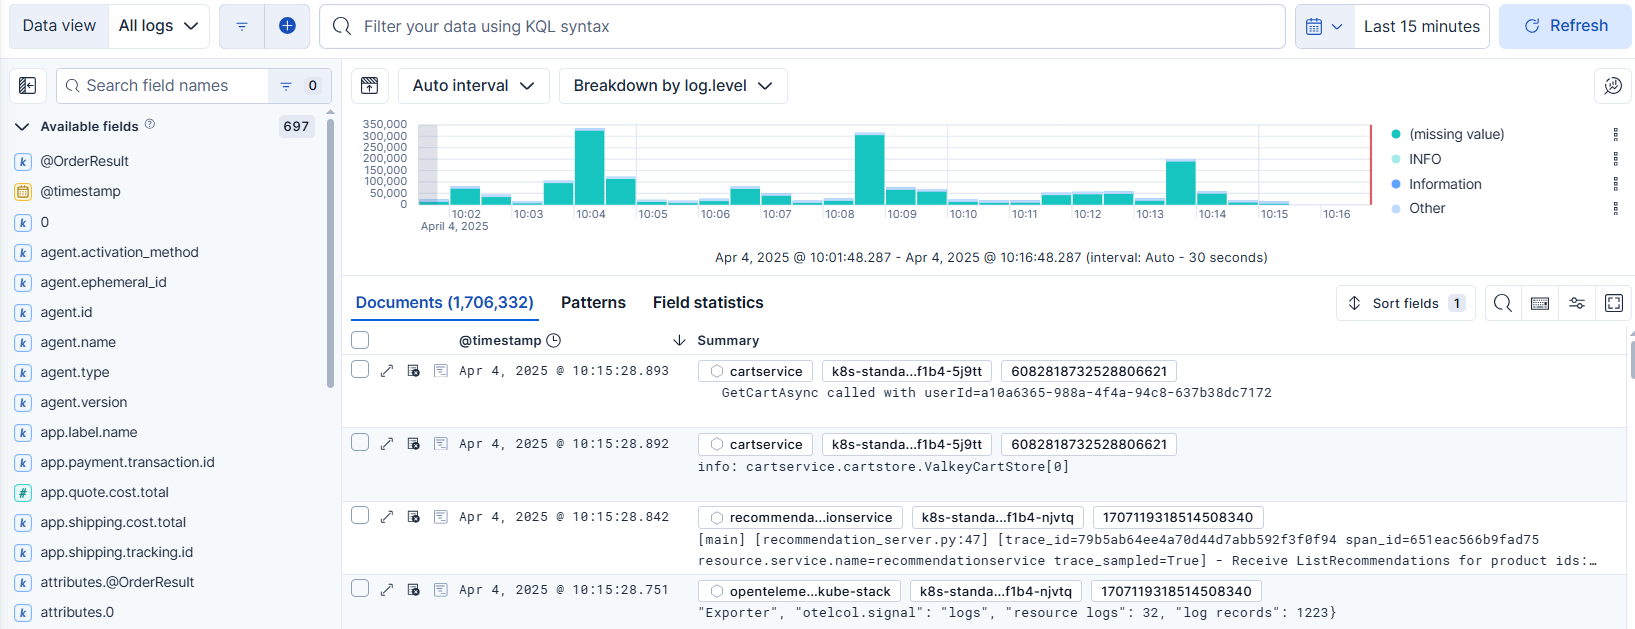 Data view All logs Filter your data using KQL syntax Last 15 minutes Refresh
Search field names 0
Available fields 697
@OrderResult
@timestamp
0
agent.activation_method
agent.ephemeral_id
agent.id
agent.name
agent.type
agent.version
app.label.name
app.payment.transaction.id
app.quote.cost.total
app.shipping.cost.total
app.shipping.tracking.id
attributes.@OrderResult
attributes.0
Auto interval Breakdown by log.level
350,000
300,000
250,000
200,000
150,000
100,000
50,000
0
10:02 10:03 10:04 10:05 10:06 10:07 10:08 10:09 10:10 10:11 10:12 10:13 10:14 10:15 10:16
April 4, 2025
(missing value)
INFO
Information
Other
Apr 4, 2025 @ 10:01:48.287 - Apr 4, 2025 @ 10:16:48.287 (interval: Auto - 30 seconds)
Documents (1,706,332) Patterns Field statistics Sort fields 1
@timestamp Summary
Apr 4, 2025 @ 10:15:28.893 cartservice k8s-standa...f1b4-5j9tt 6082818732528806621
GetCartAsync called with userId=a10a6365-988a-4f4a-94c8-637b38dc7172
Apr 4, 2025 @ 10:15:28.892 cartservice k8s-standa...f1b4-5j9tt 6082818732528806621
info: cartservice.cartstore.ValkeyCartStore[0]
Apr 4, 2025 @ 10:15:28.842 recommenda...ionservice k8s-standa...f1b4-njvtq 1707119318514508340
[main] [recommendation_server.py:47] [trace_id=79b5ab64ee4a70d44d7abb592f3f0f94 span_id=651eac566b9fad75
resource.service.name=recommendationservice trace_sampled=True] - Receive ListRecommendations for product ids:…
Apr 4, 2025 @ 10:15:28.751 openteleme...kube-stack k8s-standa...f1b4-njvtq 1707119318514508340
"Exporter", "otelcol.signal": "logs", "resource logs": 32, "log records": 1223}